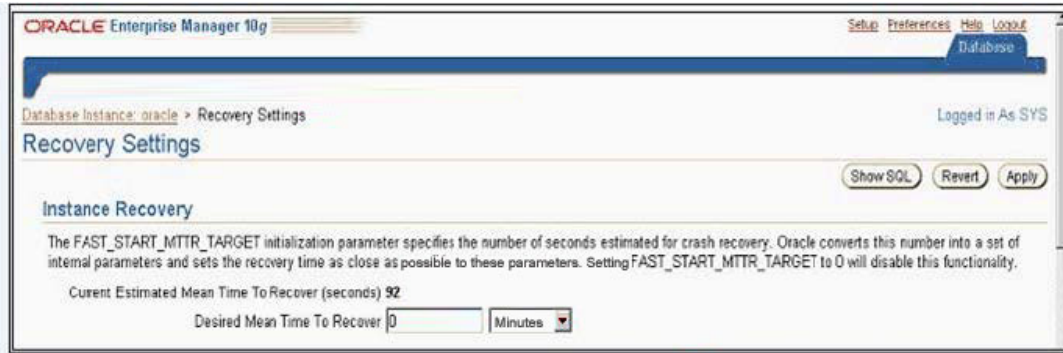 ORACLE Enterprise Manager 10g
Setup Preferences Help Logout
Database
Database Instance: oracle > Recovery Settings
Logged in As SYS
Recovery Settings
Show SQL Revert Apply
Instance Recovery
The FAST_START_MTTR_TARGET initialization parameter specifies the number of seconds estimated for crash recovery. Oracle converts this number into a set of
internal parameters and sets the recovery time as close as possible to these parameters. Setting FAST_START_MTTR_TARGET to 0 will disable this functionality.
Current Estimated Mean Time To Recover (seconds) 92
Desired Mean Time To Recover 0 Minutes